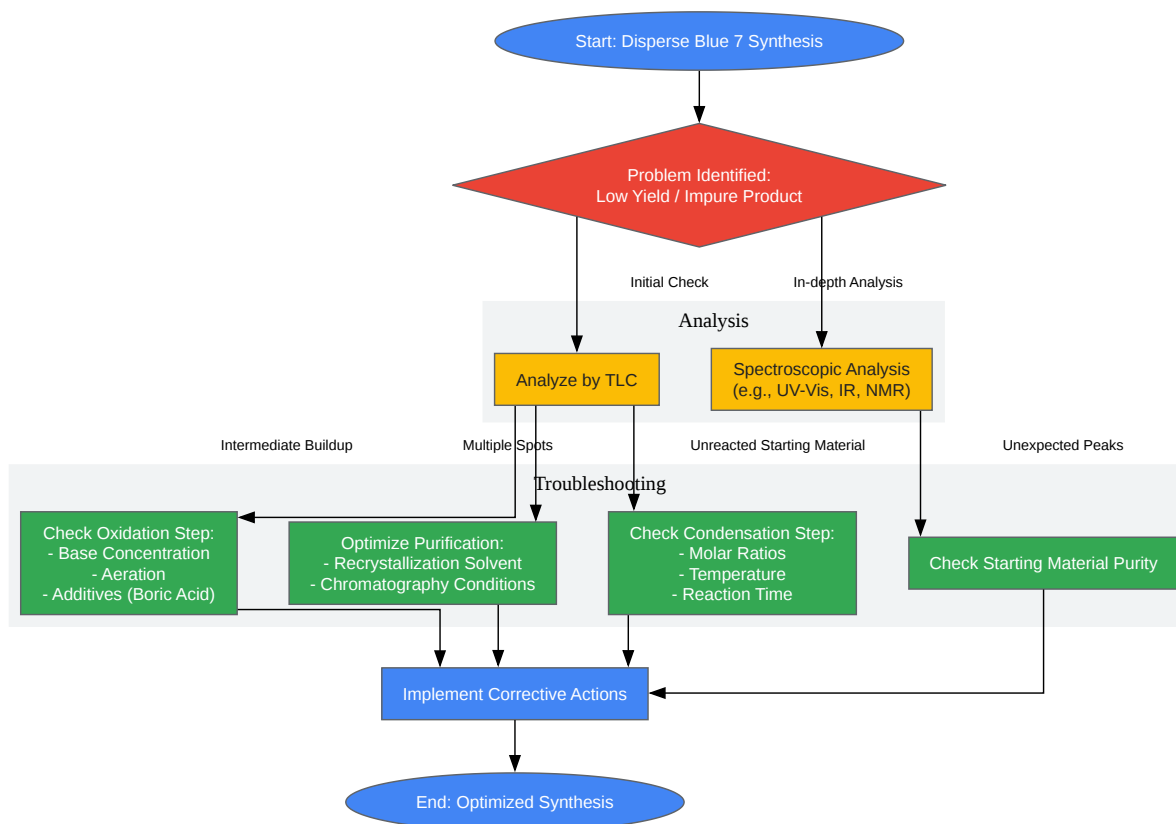 Start: Disperse Blue 7 Synthesis
Problem Identified:
Low Yield / Impure Product
Initial Check
In-depth Analysis
Analysis
Analyze by TLC
Spectroscopic Analysis
(e.g., UV-Vis, IR, NMR)
Intermediate Buildup
Multiple Spots
Unreacted Starting Material
Unexpected Peaks
Troubleshooting
Check Oxidation Step:
- Base Concentration
- Aeration
- Additives (Boric Acid)
Optimize Purification:
- Recrystallization Solvent
- Chromatography Conditions
Check Condensation Step:
- Molar Ratios
- Temperature
- Reaction Time
Check Starting Material Purity
Implement Corrective Actions
End: Optimized Synthesis